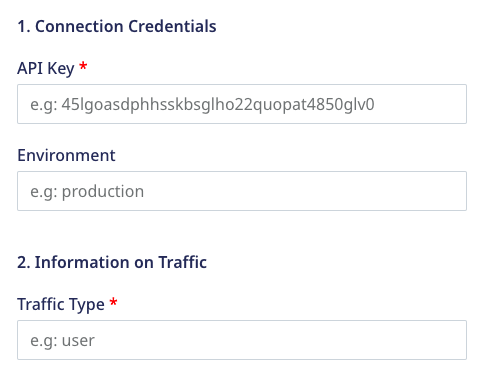 1. Connection Credentials
API Key *
e.g: 45lgoasdphhsskbsglho22quopat4850glv0
Environment
e.g: production
2. Information on Traffic
Traffic Type *
e.g: user